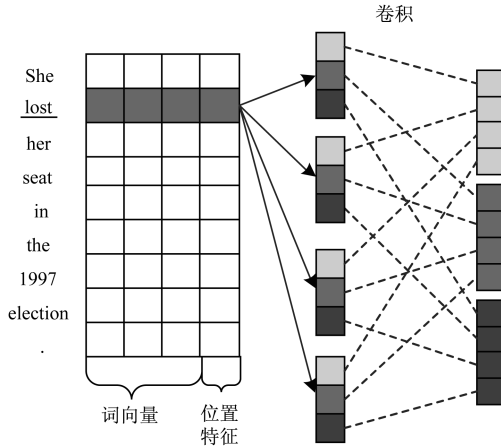 卷积
She
lost
her
seat
in
the
1997
election
.
词向量
位置
特征